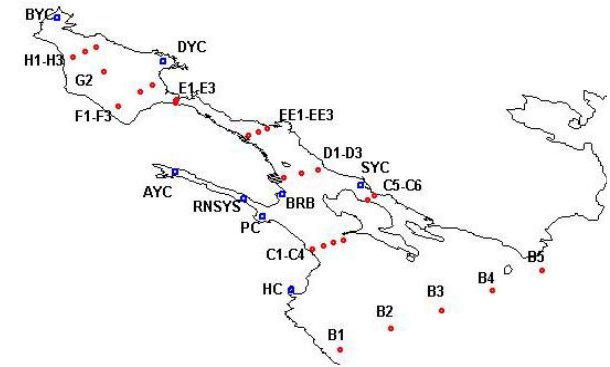 BYC
DYC
H1-H3
G2
E1-E3
F1-F3
EE1-EE3
D1-D3
SYC
AYC
C5-C6
RNSYS
BRB
PC
C1-C4
B5
B4
HC
B3
B2
B1